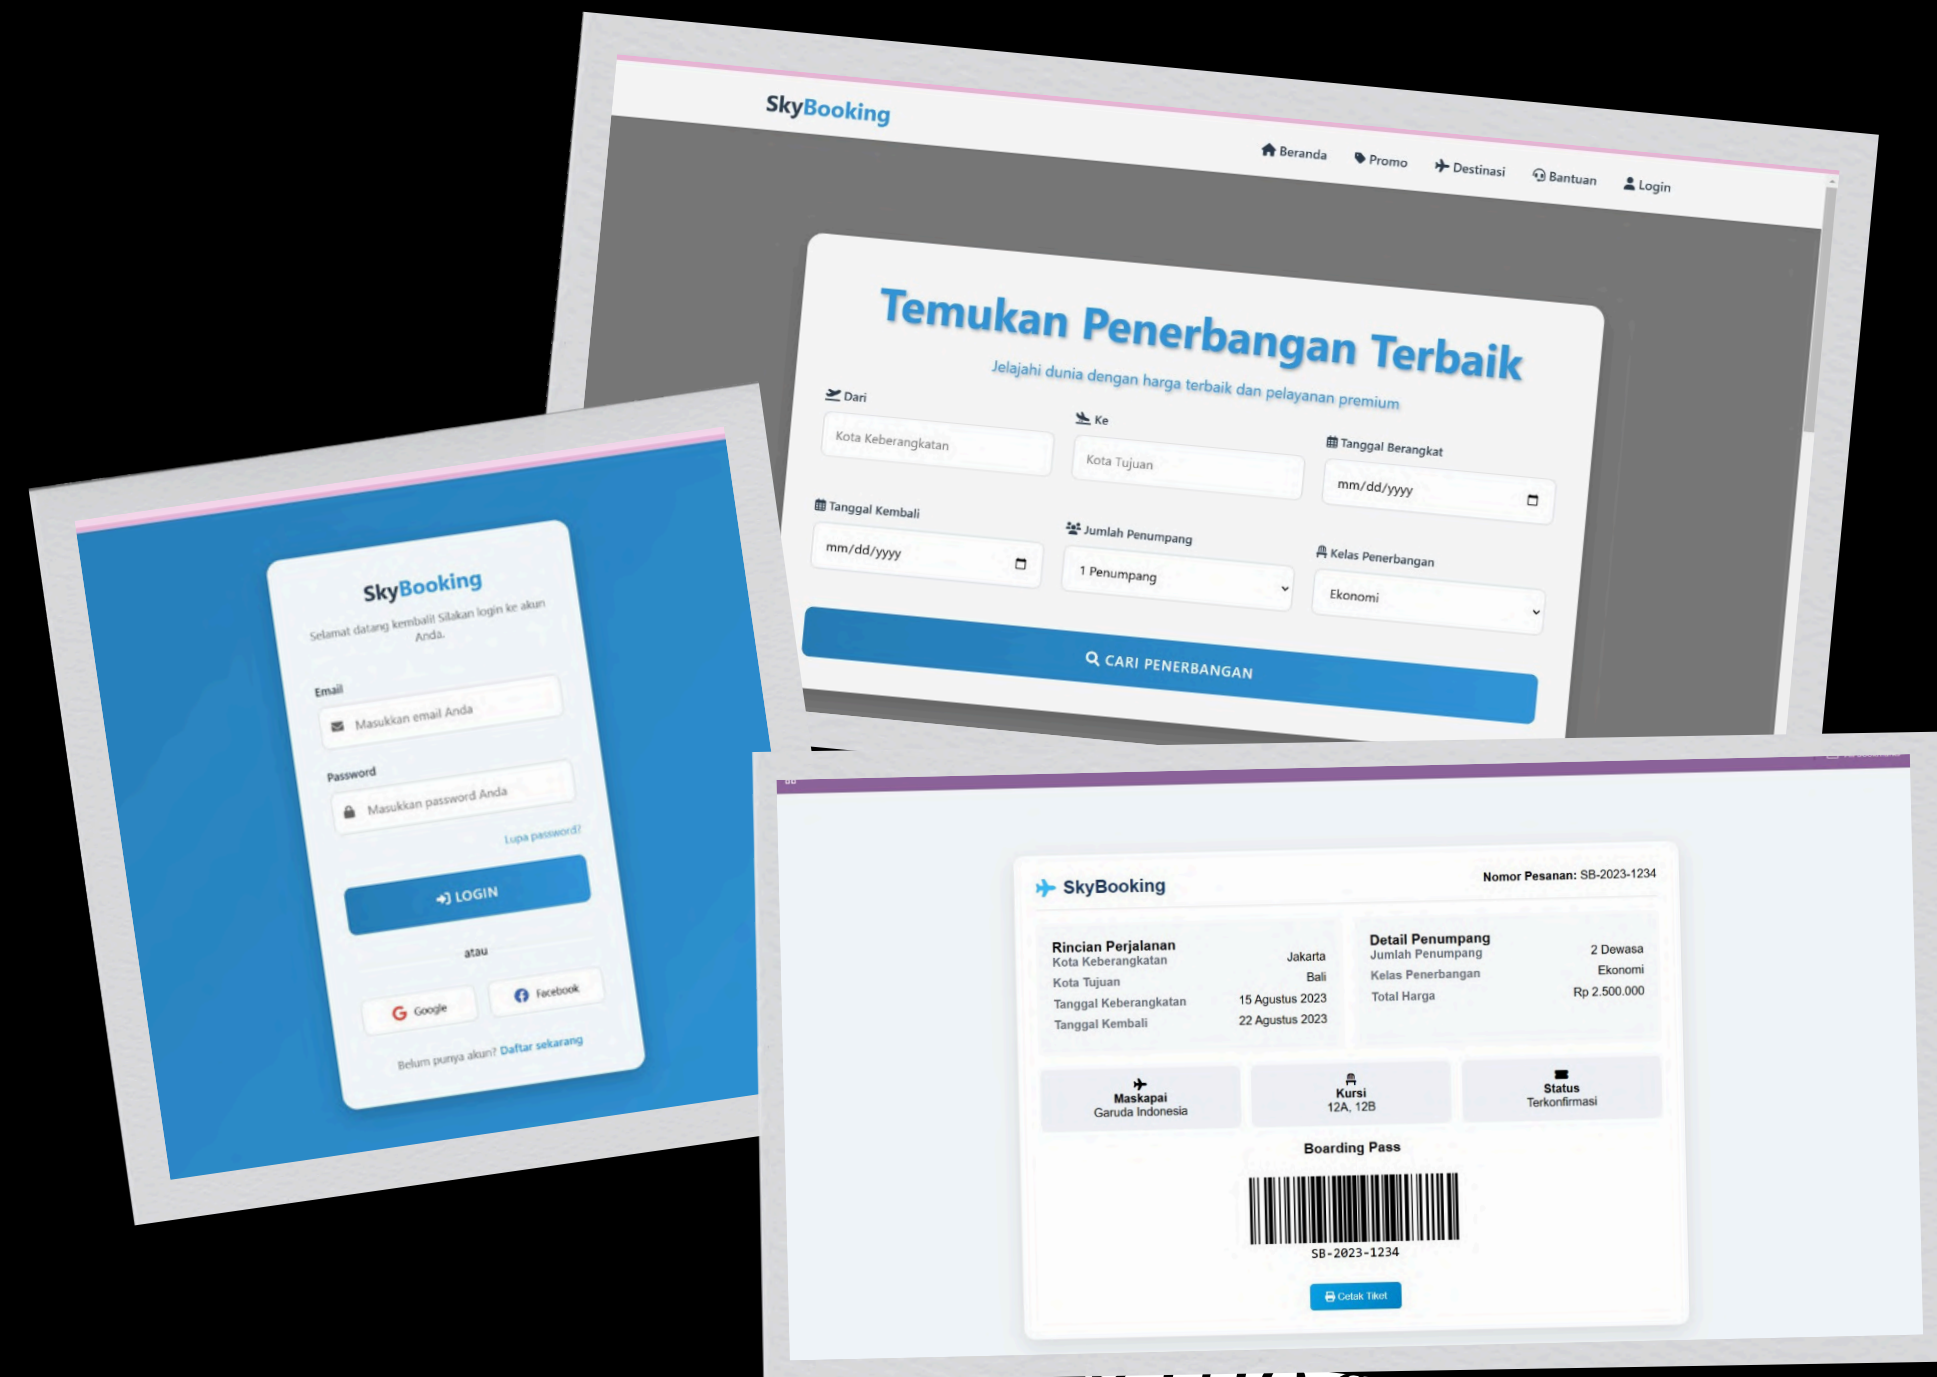 SkyBooking
Beranda
Promo
Destinasi
Bantuan
Login
Temukan Penerbangan Terbaik
Jelajahi dunia dengan harga terbaik dan pelayanan premium
Dari
Ke
Tanggal Berangkat
Kota Keberangkatan
Kota Tujuan
mm/dd/yyyy
Tanggal Kembali
Jumlah Penumpang
Kelas Penerbangan
mm/dd/yyyy
1 Penumpang
Ekonomi
CARI PENERBANGAN
SkyBooking
Selamat datang kembali! Silakan login ke akun
Anda.
Email
Masukkan email Anda
Password
Masukkan password Anda
Lupa password?
LOGIN
atau
Google
Facebook
Belum punya akun? Daftar sekarang
SkyBooking
Nomor Pesanan: SB-2023-1234
Rincian Perjalanan
Kota Keberangkatan Jakarta
Kota Tujuan Bali
Tanggal Keberangkatan 15 Agustus 2023
Tanggal Kembali 22 Agustus 2023
Detail Penumpang
Jumlah Penumpang 2 Dewasa
Kelas Penerbangan Ekonomi
Total Harga Rp 2.500.000
Maskapai
Garuda Indonesia
Kursi
12A, 12B
Status
Terkonfirmasi
Boarding Pass
SB-2023-1234
Cetak Tiket